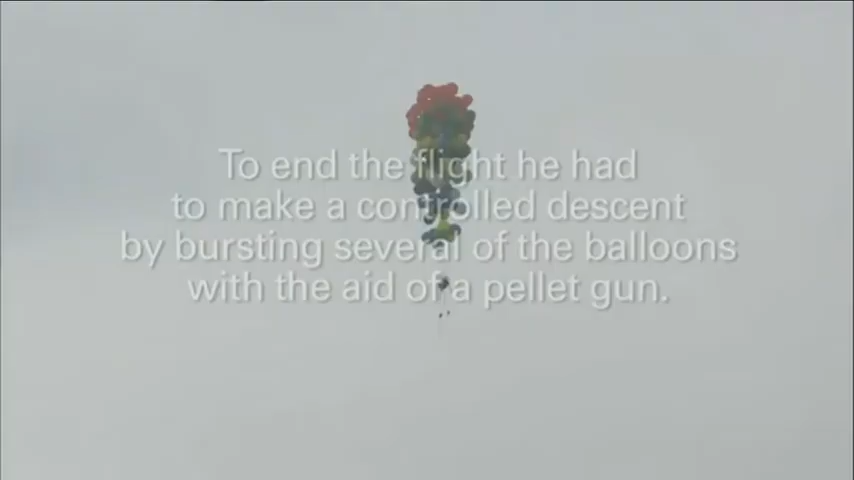 To end the flight he had
to make a controlled descent
by bursting several of the balloons
with the aid of a pellet gun.